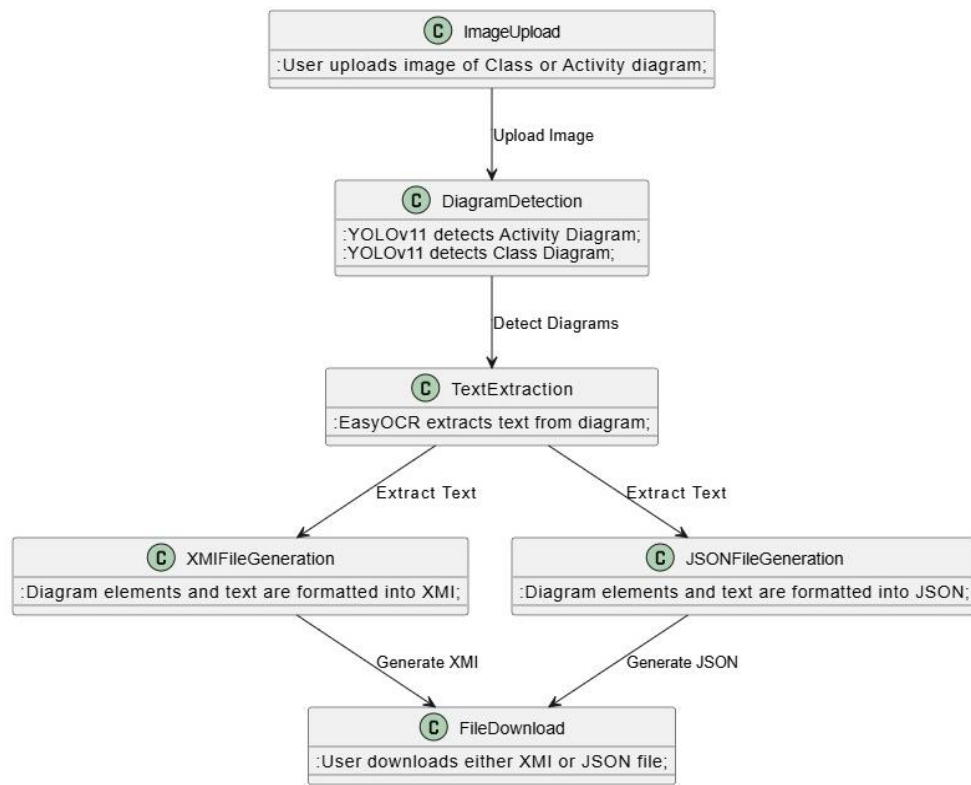 C ImageUpload
:User uploads image of Class or Activity diagram;
Upload Image
C DiagramDetection
:YOLOv11 detects Activity Diagram;
:YOLOv11 detects Class Diagram;
Detect Diagrams
C TextExtraction
:EasyOCR extracts text from diagram;
Extract Text
Extract Text
C XMIFileGeneration
:Diagram elements and text are formatted into XMI;
C JSONFileGeneration
:Diagram elements and text are formatted into JSON;
Generate XMI
Generate JSON
C FileDownload
:User downloads either XMI or JSON file;